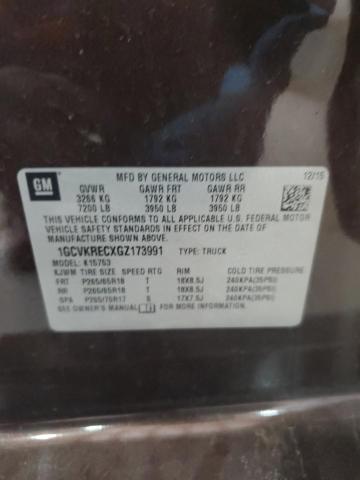 GM
MFD BY GENERAL MOTORS LLC 12/15
GVWR GAWR FRT GAWR RR
3266 KG 1792 KG 1792 KG
7200 LB 3950 LB 3950 LB
THIS VEHICLE CONFORMS TO ALL APPLICABLE U.S. FEDERAL MOTOR
VEHICLE SAFETY STANDARDS IN EFFECT ON THE DATE OF
MANUFACTURE SHOWN ABOVE.
1GCVKRECXGZ173991 TYPE: TRUCK
MODEL: K15753
KJWM TIRE SIZE SPEED RTG RIM COLD TIRE PRESSURE
FRT P265/65R18 T 18X8.5J 240KPA(35PSI)
RR P265/65R18 T 18X8.5J 240KPA(35PSI)
SPA P265/70R17 S 17X7.5J 240KPA(35PSI)
SEE OWNER'S MANUAL FOR MORE INFORMATION.